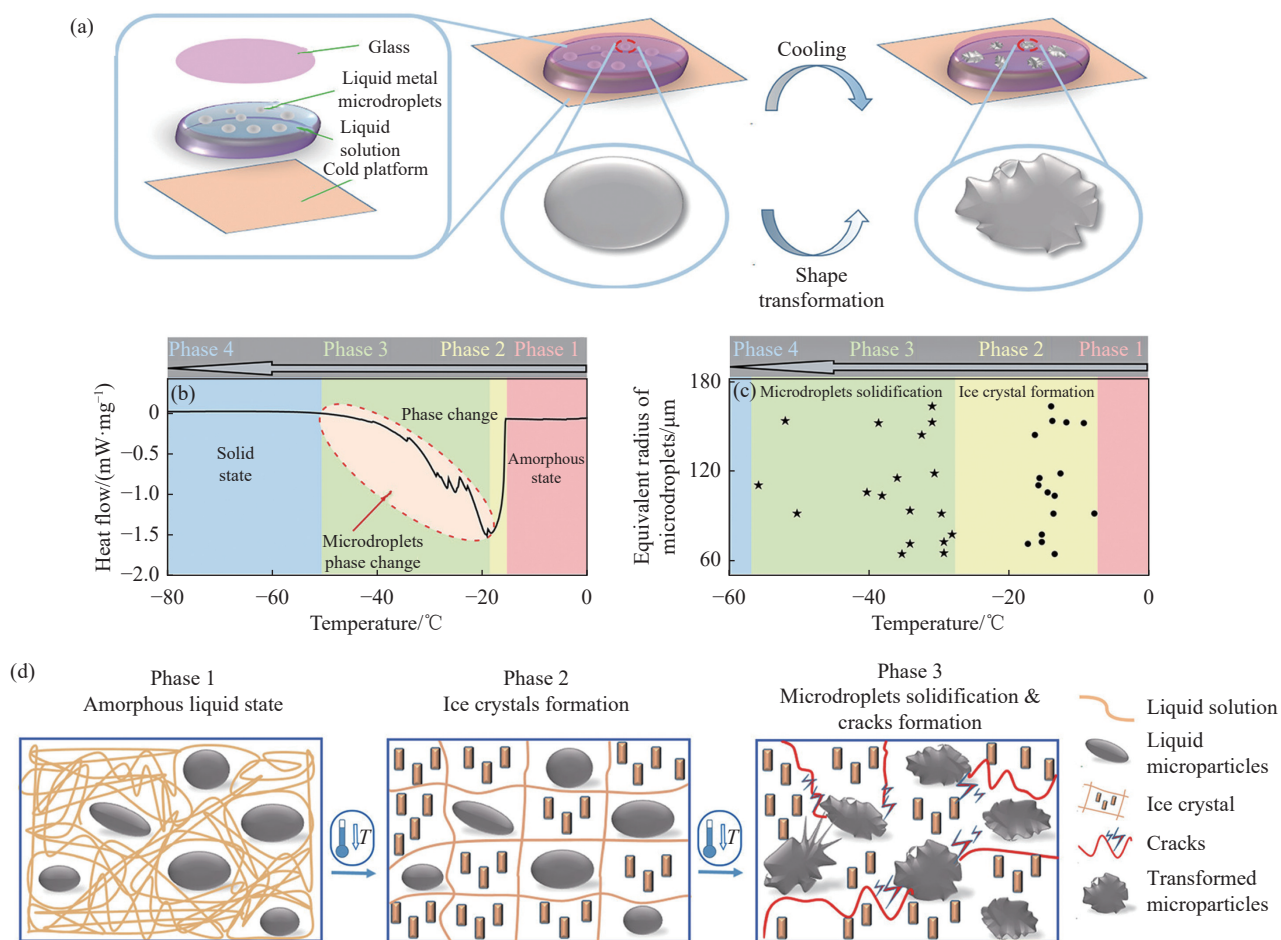 (a)
Glass
Liquid metal
microdroplets
Liquid
solution
Cold platform
Cooling
Shape
transformation
Phase 4 Phase 3 Phase 2 Phase 1
(b)
Phase change
Solid
state
Amorphous
state
Microdroplets
phase change
Heat flow/(mW·mg⁻¹)
0
−0.5
−1.0
−1.5
−2.0
−80 −60 −40 −20 0
Temperature/℃
Phase 4 Phase 3 Phase 2 Phase 1
(c)
Microdroplets solidification Ice crystal formation
Equivalent radius of
microdroplets/μm
180
120
60
−60 −40 −20 0
Temperature/℃
(d)
Phase 1
Amorphous liquid state
Phase 2
Ice crystals formation
Phase 3
Microdroplets solidification &
cracks formation
T
T
Liquid solution
Liquid
microparticles
Ice crystal
Cracks
Transformed
microparticles